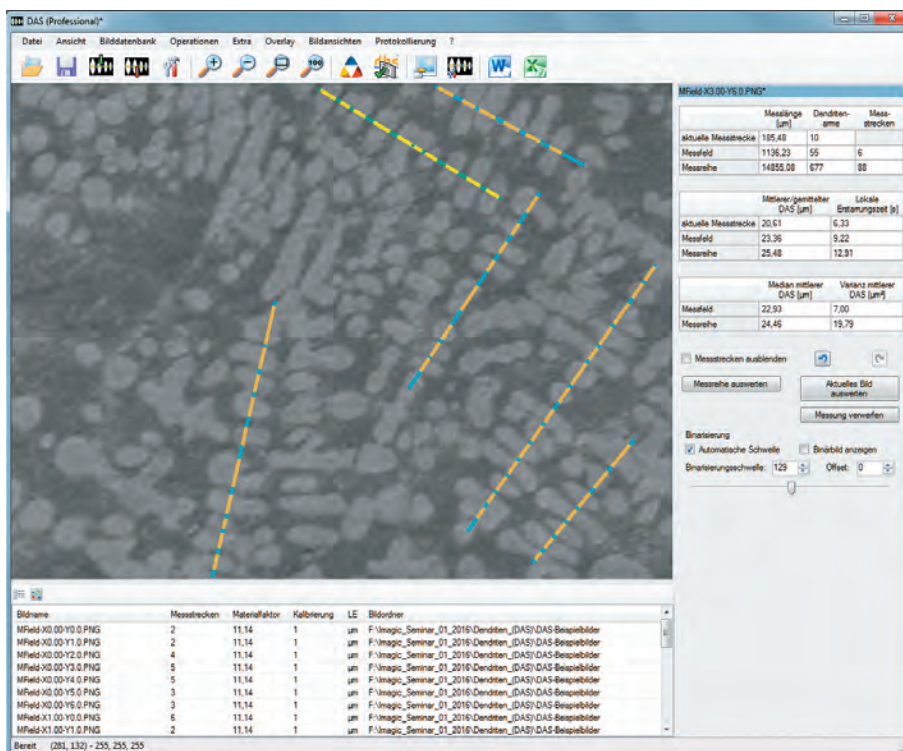 DAS (Professional)*
Datei Ansicht Bilddatenbank Operationen Extra Overlay Bildansichten Protokollierung ?
100
MField-X3.00-Y6.0.PNG*
Messlänge [µm] Dendriten-arme Mess-strecken
aktuelle Messstrecke 185,48 10
Messfeld 1136,23 55 6
Messreihe 14855,08 677 88
Mittlerer/gemittelter DAS [µm] Lokale Erstarrungszeit [s]
aktuelle Messstrecke 20,61 6,33
Messfeld 23,36 9,22
Messreihe 25,48 12,91
Median mittlerer DAS [µm] Varianz mittlerer DAS [µm²]
Messfeld 22,93 7,00
Messreihe 24,46 19,79
Messstrecken ausblenden
Messreihe auswerten
Aktuelles Bild auswerten
Messung verwerfen
Binarisierung
Automatische Schwelle Binärbild anzeigen
Binarisierungsschwelle: 129 Offset: 0
Bildname Messstrecken Materialfaktor Kalibrierung LE Bildordner
MField-X0.00-Y0.0.PNG 2 11,14 1 µm F:\Imagic_Seminar_01_2016\Dendriten_(DAS)\DAS-Beispielbilder
MField-X0.00-Y1.0.PNG 2 11,14 1 µm F:\Imagic_Seminar_01_2016\Dendriten_(DAS)\DAS-Beispielbilder
MField-X0.00-Y2.0.PNG 4 11,14 1 µm F:\Imagic_Seminar_01_2016\Dendriten_(DAS)\DAS-Beispielbilder
MField-X0.00-Y3.0.PNG 5 11,14 1 µm F:\Imagic_Seminar_01_2016\Dendriten_(DAS)\DAS-Beispielbilder
MField-X0.00-Y4.0.PNG 5 11,14 1 µm F:\Imagic_Seminar_01_2016\Dendriten_(DAS)\DAS-Beispielbilder
MField-X0.00-Y5.0.PNG 3 11,14 1 µm F:\Imagic_Seminar_01_2016\Dendriten_(DAS)\DAS-Beispielbilder
MField-X0.00-Y6.0.PNG 3 11,14 1 µm F:\Imagic_Seminar_01_2016\Dendriten_(DAS)\DAS-Beispielbilder
MField-X1.00-Y0.0.PNG 6 11,14 1 µm F:\Imagic_Seminar_01_2016\Dendriten_(DAS)\DAS-Beispielbilder
MField-X1.00-Y1.0.PNG 2 11,14 1 µm F:\Imagic_Seminar_01_2016\Dendriten_(DAS)\DAS-Beispielbilder
Bereit (281, 132) - 255, 255, 255